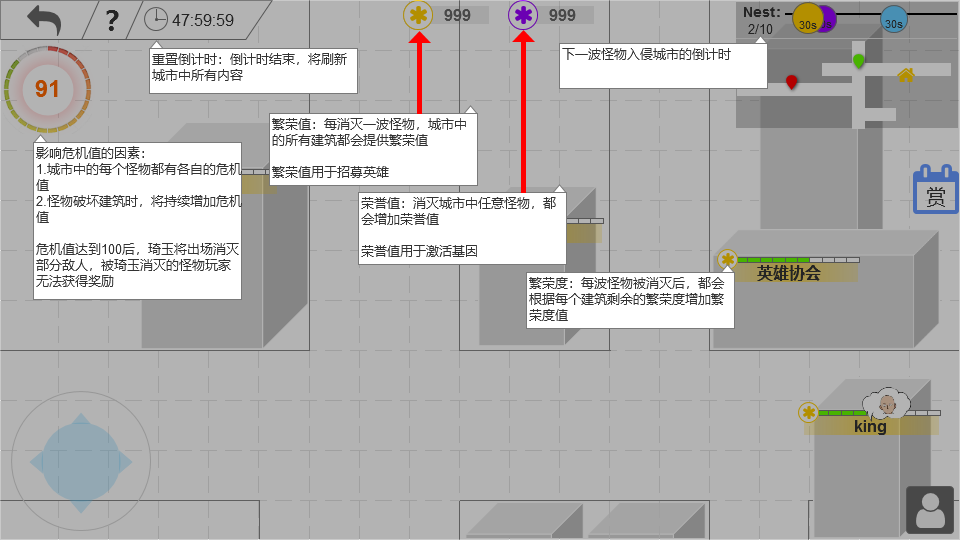 ?
47:59:59
999
999
Nest:
2/10
30s
30s
重置倒计时：倒计时结束，将刷新
城市中所有内容
下一波怪物入侵城市的倒计时
91
繁荣值：每消灭一波怪物，城市中
的所有建筑都会提供繁荣值
繁荣值用于招募英雄
影响危机值的因素：
1.城市中的每个怪物都有各自的危机
值
2.怪物破坏建筑时，将持续增加危机
值
危机值达到100后，琦玉将出场消灭
部分敌人，被琦玉消灭的怪物玩家
无法获得奖励
荣誉值：消灭城市中任意怪物，都
会增加荣誉值
荣誉值用于激活基因
赏
英雄协会
繁荣度：每波怪物被消灭后，都会
根据每个建筑剩余的繁荣度增加繁
荣度值
king